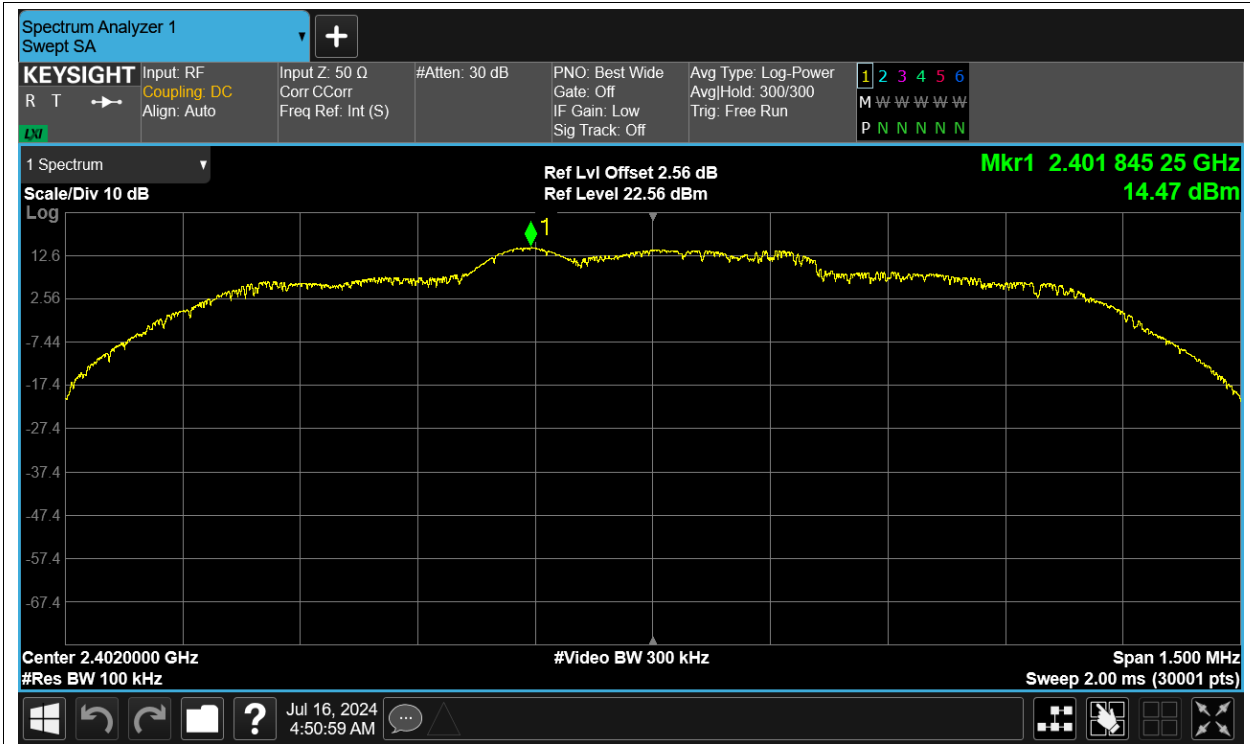 Spectrum Analyzer 1
Swept SA
+
KEYSIGHT
R T
LXI
Input: RF
Coupling: DC
Align: Auto
Input Z: 50 Ω
Corr CCorr
Freq Ref: Int (S)
#Atten: 30 dB
PNO: Best Wide
Gate: Off
IF Gain: Low
Sig Track: Off
Avg Type: Log-Power
Avg|Hold: 300/300
Trig: Free Run
1 2 3 4 5 6
M W W W W W
P N N N N N
1 Spectrum
Scale/Div 10 dB
Log
Ref Lvl Offset 2.56 dB
Ref Level 22.56 dBm
Mkr1 2.401 845 25 GHz
14.47 dBm
1
12.6
2.56
-7.44
-17.4
-27.4
-37.4
-47.4
-57.4
-67.4
Center 2.4020000 GHz
#Res BW 100 kHz
#Video BW 300 kHz
Span 1.500 MHz
Sweep 2.00 ms (30001 pts)
?
Jul 16, 2024
4:50:59 AM